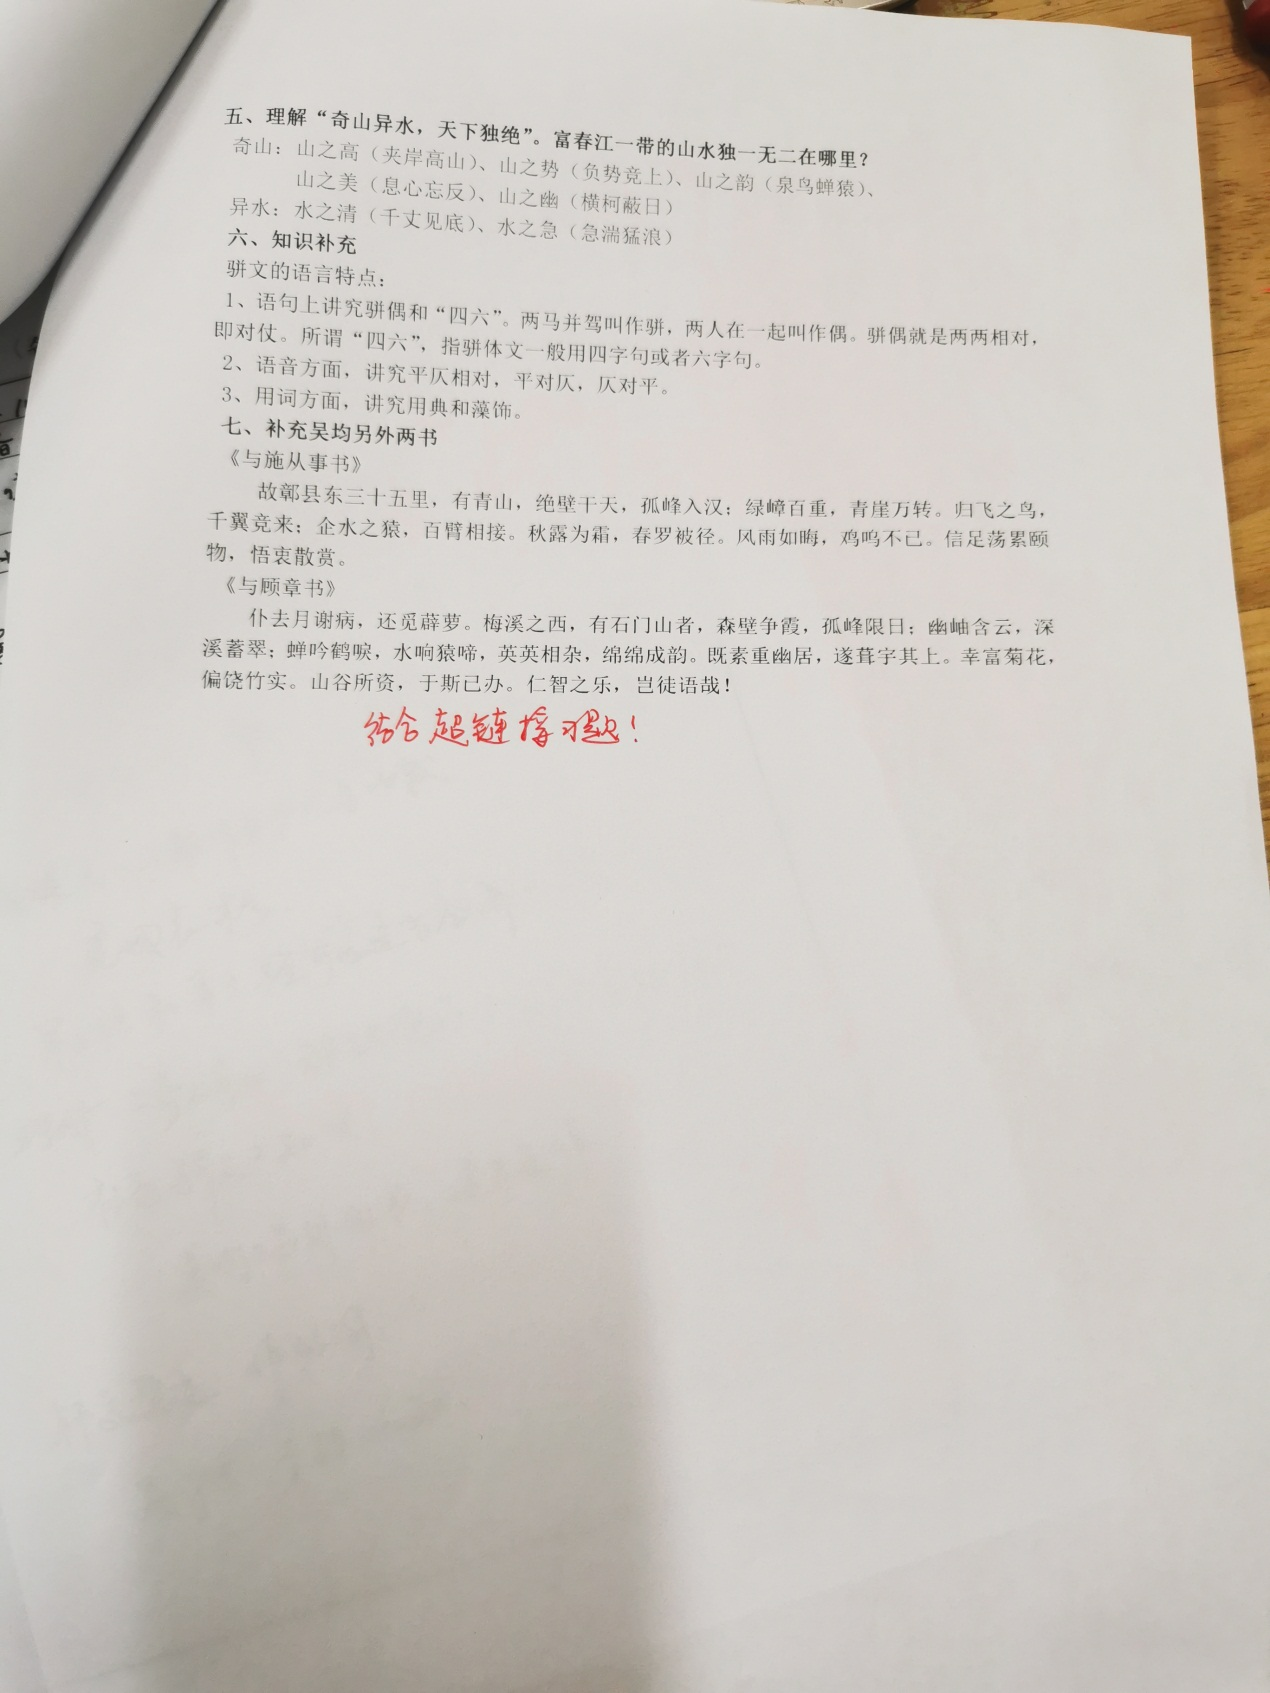 五、理解“奇山异水，天下独绝”。富春江一带的山水独一无二在哪里？
奇山：山之高（夹岸高山）、山之势（负势竞上）、山之韵（泉鸟蝉猿）、
山之美（息心忘反）、山之幽（横柯蔽日）
异水：水之清（千丈见底）、水之急（急湍猛浪）
六、知识补充
骈文的语言特点：
1、语句上讲究骈偶和“四六”。两马并驾叫作骈，两人在一起叫作偶。骈偶就是两两相对，
即对仗。所谓“四六”，指骈体文一般用四字句或者六字句。
2、语音方面，讲究平仄相对，平对仄，仄对平。
3、用词方面，讲究用典和藻饰。
七、补充吴均另外两书
《与施从事书》
故鄣县东三十五里，有青山，绝壁干天，孤峰入汉；绿嶂百重，青崖万转。归飞之鸟，
千翼竞来；企水之猿，百臂相接。秋露为霜，春罗被径。风雨如晦，鸡鸣不已。信足荡累颐
物，悟衷散赏。
《与顾章书》
仆去月谢病，还觅薜萝。梅溪之西，有石门山者，森壁争霞，孤峰限日；幽岫含云，深
溪蓄翠；蝉吟鹤唳，水响猿啼，英英相杂，绵绵成韵。既素重幽居，遂葺宇其上。幸富菊花，
偏饶竹实。山谷所资，于斯已办。仁智之乐，岂徒语哉！
结合超链接习题！